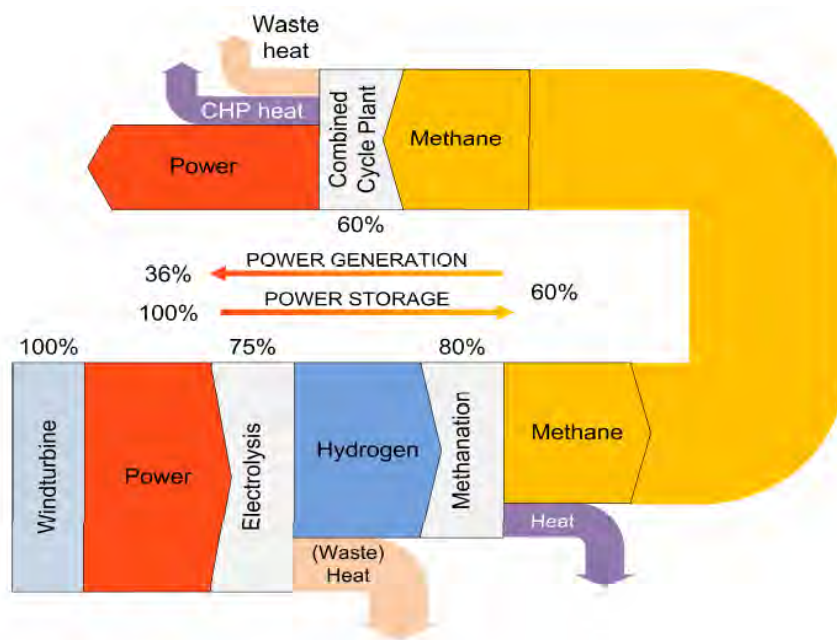 Waste
heat
CHP heat
Power
Combined
Cycle Plant
Methane
60%
POWER GENERATION
36%
POWER STORAGE
100%
60%
100%
75%
80%
Windturbine
Power
Electrolysis
Hydrogen
Methanation
Methane
Heat
(Waste)
Heat